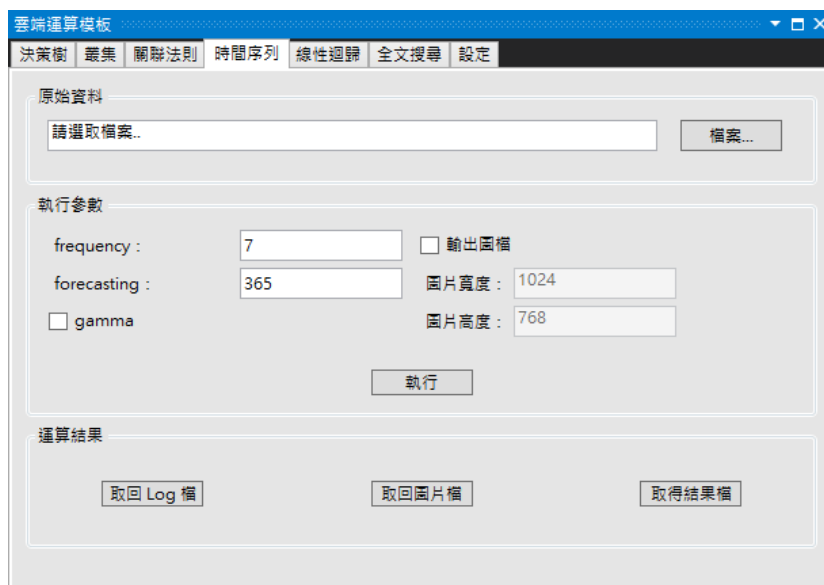 雲端運算模板
決策樹 叢集 關聯法則 時間序列 線性迴歸 全文搜尋 設定
原始資料
請選取檔案.. 檔案...
執行參數
frequency : 7 輸出圖檔
forecasting : 365 圖片寬度 : 1024
gamma 圖片高度 : 768
執行
運算結果
取回 Log 檔 取回圖片檔 取得結果檔